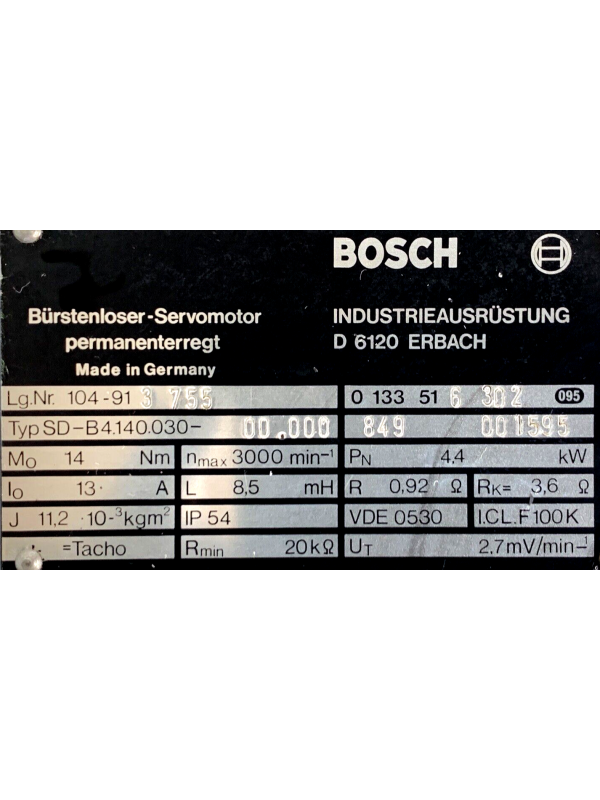 BOSCH
Bürstenloser-Servomotor
permanenterregt
Made in Germany
INDUSTRIEAUSRÜSTUNG
D 6120 ERBACH
Lg.Nr. 104-91 3 755 0 133 51 6 302 095
Typ SD-B4.140.030- 00.000 849 001595
M₀ 14 Nm nmax 3000 min⁻¹ PN 4,4 kW
I₀ 13· A L 8,5 mH R 0,92 Ω RK= 3,6 Ω
J 11,2 ·10⁻³kgm² IP 54 VDE 0530 I.CL.F 100K
=Tacho Rmin 20kΩ UT 2,7mV/min⁻¹